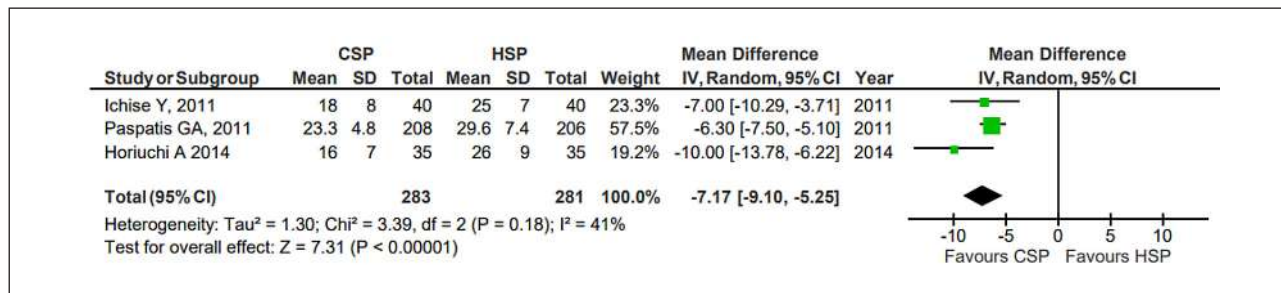 CSP HSP Mean Difference Mean Difference
Study or Subgroup Mean SD Total Mean SD Total Weight IV, Random, 95% CI Year IV, Random, 95% CI
Ichise Y, 2011 18 8 40 25 7 40 23.3% -7.00 [-10.29, -3.71] 2011
Paspatis GA, 2011 23.3 4.8 208 29.6 7.4 206 57.5% -6.30 [-7.50, -5.10] 2011
Horiuchi A 2014 16 7 35 26 9 35 19.2% -10.00 [-13.78, -6.22] 2014
Total (95% CI) 283 281 100.0% -7.17 [-9.10, -5.25]
Heterogeneity: Tau² = 1.30; Chi² = 3.39, df = 2 (P = 0.18); I² = 41%
Test for overall effect: Z = 7.31 (P < 0.00001)
-10 -5 0 5 10
Favours CSP Favours HSP